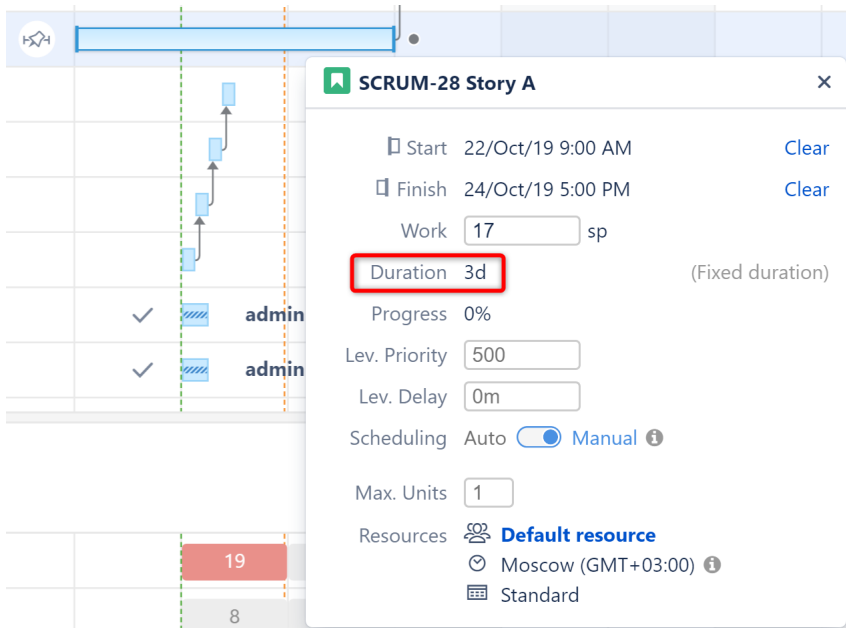 SCRUM-28 Story A
Start 22/Oct/19 9:00 AM Clear
Finish 24/Oct/19 5:00 PM Clear
Work 17 sp
Duration 3d (Fixed duration)
admin
Progress 0%
Lev. Priority 500
admin
Lev. Delay 0m
Scheduling Auto Manual
Max. Units 1
Resources Default resource
19
Moscow (GMT+03:00)
Standard
8